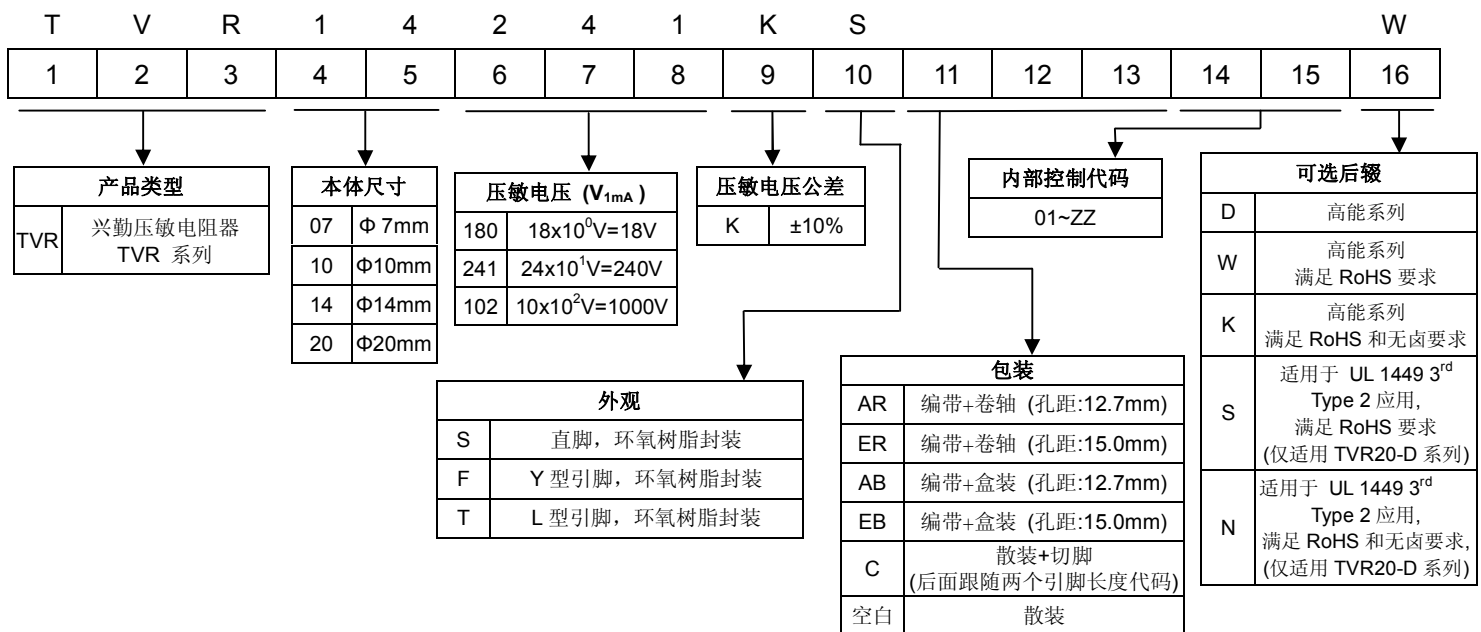 T V R 1 4 2 4 1 K S W
1 2 3 4 5 6 7 8 9 10 11 12 13 14 15 16
产品类型
TVR 兴勤压敏电阻器
TVR 系列
本体尺寸
07 Φ 7mm
10 Φ10mm
14 Φ14mm
20 Φ20mm
压敏电压 (V1mA )
180 18x10^0V=18V
241 24x10^1V=240V
102 10x10^2V=1000V
压敏电压公差
K ±10%
内部控制代码
01~ZZ
可选后辍
D 高能系列
W 高能系列
满足 RoHS 要求
K 高能系列
满足 RoHS 和无卤要求
S 适用于 UL 1449 3rd
Type 2 应用,
满足 RoHS 要求
(仅适用 TVR20-D 系列)
N 适用于 UL 1449 3rd
Type 2 应用,
满足 RoHS 和无卤要求,
(仅适用 TVR20-D 系列)
外观
S 直脚，环氧树脂封装
F Y 型引脚，环氧树脂封装
T L 型引脚，环氧树脂封装
包装
AR 编带+卷轴 (孔距:12.7mm)
ER 编带+卷轴 (孔距:15.0mm)
AB 编带+盒装 (孔距:12.7mm)
EB 编带+盒装 (孔距:15.0mm)
C 散装+切脚
(后面跟随两个引脚长度代码)
空白 散装